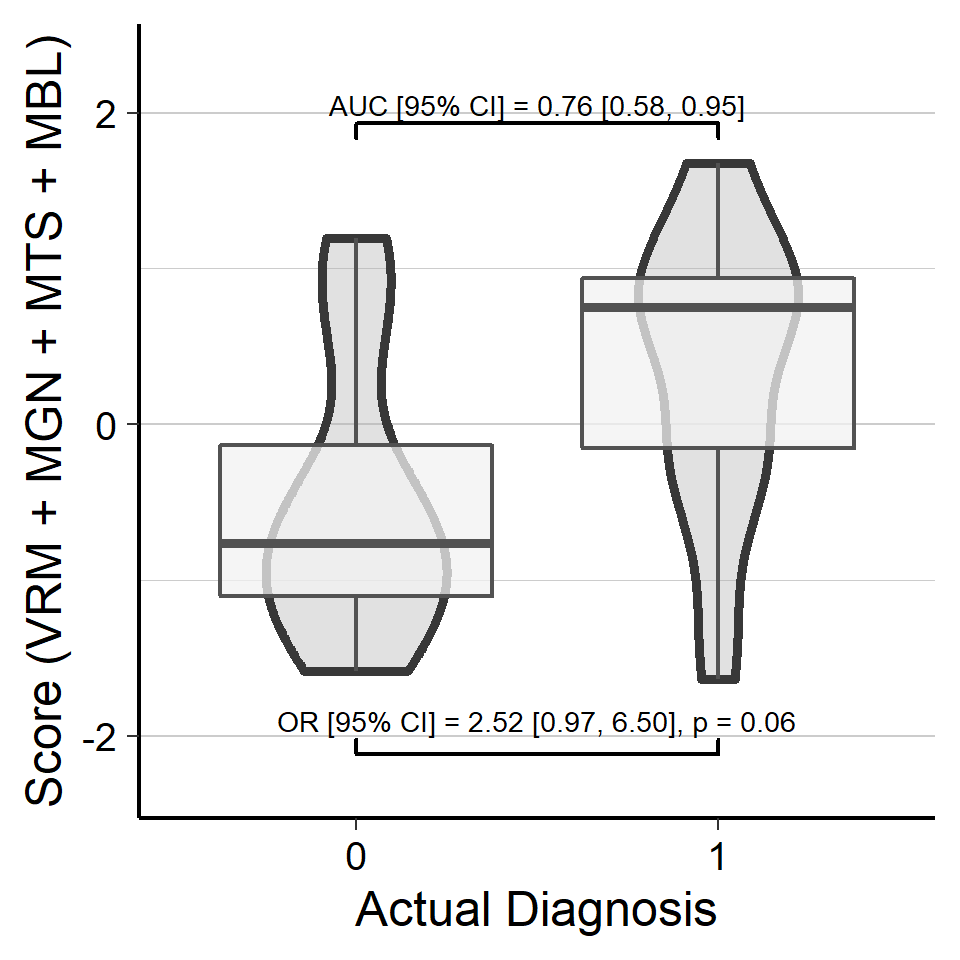 Score (VRM + MGN + MTS + MBL)
2
0
-2
AUC [95% CI] = 0.76 [0.58, 0.95]
OR [95% CI] = 2.52 [0.97, 6.50], p = 0.06
0
1
Actual Diagnosis